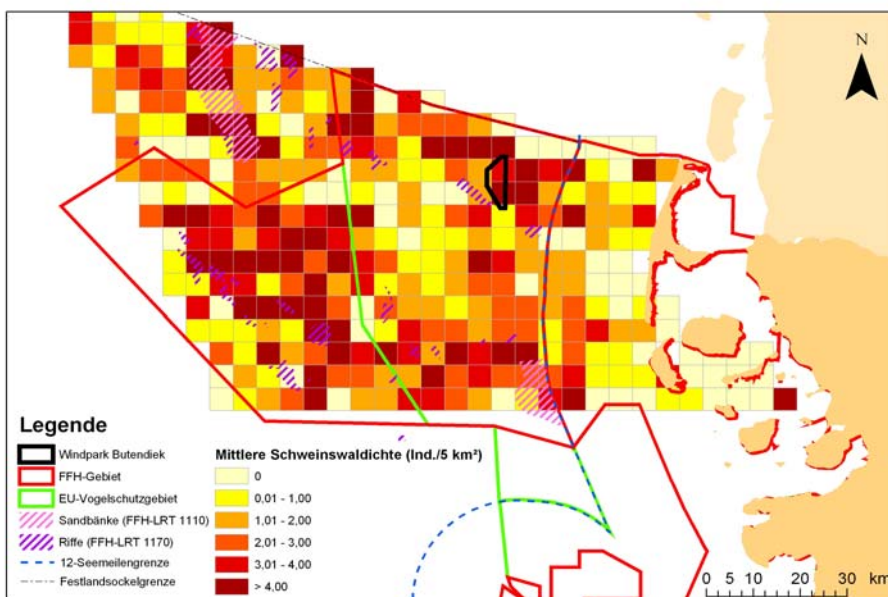 N
Legende
Windpark Butendiek
FFH-Gebiet
EU-Vogelschutzgebiet
Sandbänke (FFH-LRT 1110)
Riffe (FFH-LRT 1170)
12-Seemeilengrenze
Festlandsockelgrenze
Mittlere Schweinswaldichte (Ind./5 km²)
0
0,01 - 1,00
1,01 - 2,00
2,01 - 3,00
3,01 - 4,00
> 4,00
0 5 10 20 30 km